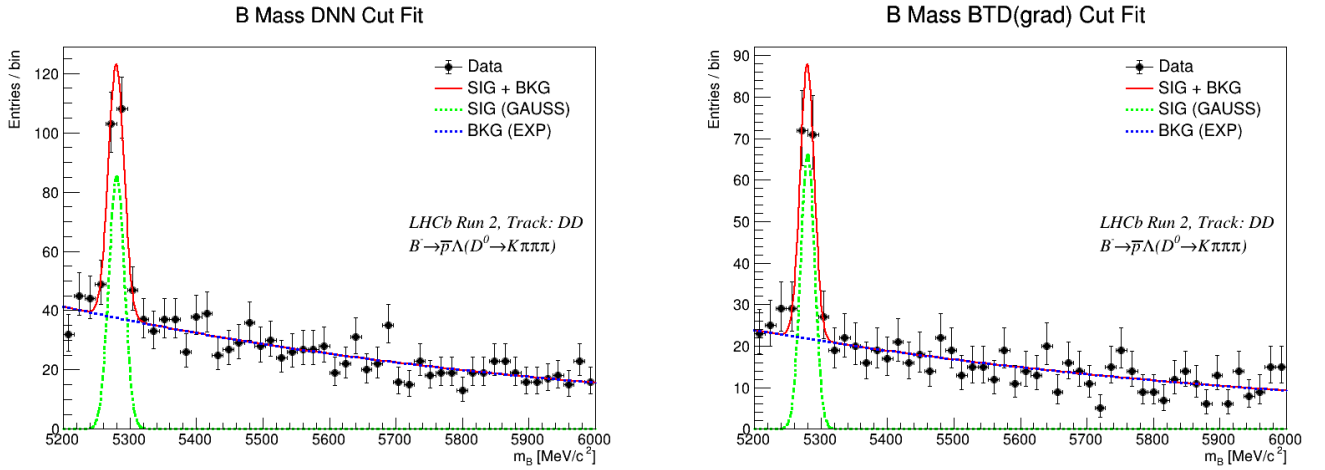 B Mass DNN Cut Fit
Entries / bin
120
100
80
60
40
20
0
Data
SIG + BKG
SIG (GAUSS)
BKG (EXP)
LHCb Run 2, Track: DD
B⁻→p̅Λ(D⁰→Kπππ)
5200 5300 5400 5500 5600 5700 5800 5900 6000
m_B [MeV/c²]
B Mass BTD(grad) Cut Fit
Entries / bin
90
80
70
60
50
40
30
20
10
0
Data
SIG + BKG
SIG (GAUSS)
BKG (EXP)
LHCb Run 2, Track: DD
B⁻→p̅Λ(D⁰→Kπππ)
5200 5300 5400 5500 5600 5700 5800 5900 6000
m_B [MeV/c²]